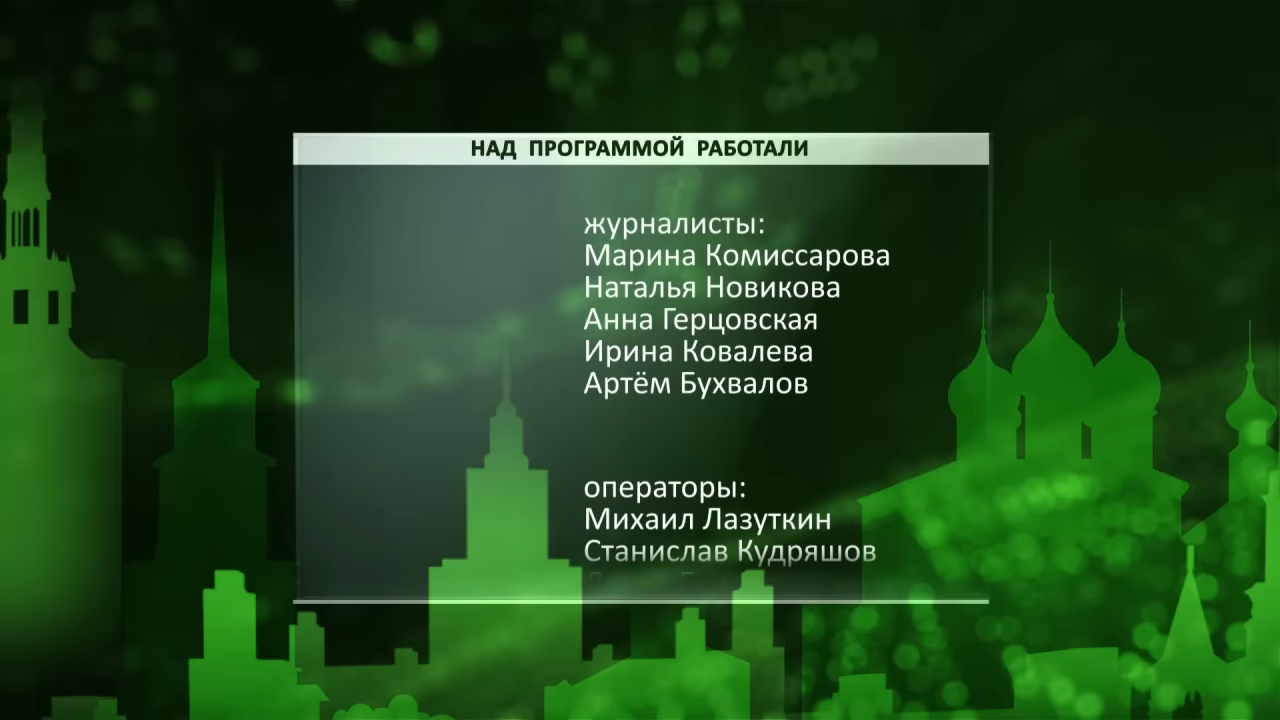 НАД ПРОГРАММОЙ РАБОТАЛИ
журналисты:
Марина Комиссарова
Наталья Новикова
Анна Герцовская
Ирина Ковалева
Артём Бухвалов
операторы:
Михаил Лазуткин
Станислав Кудряшов